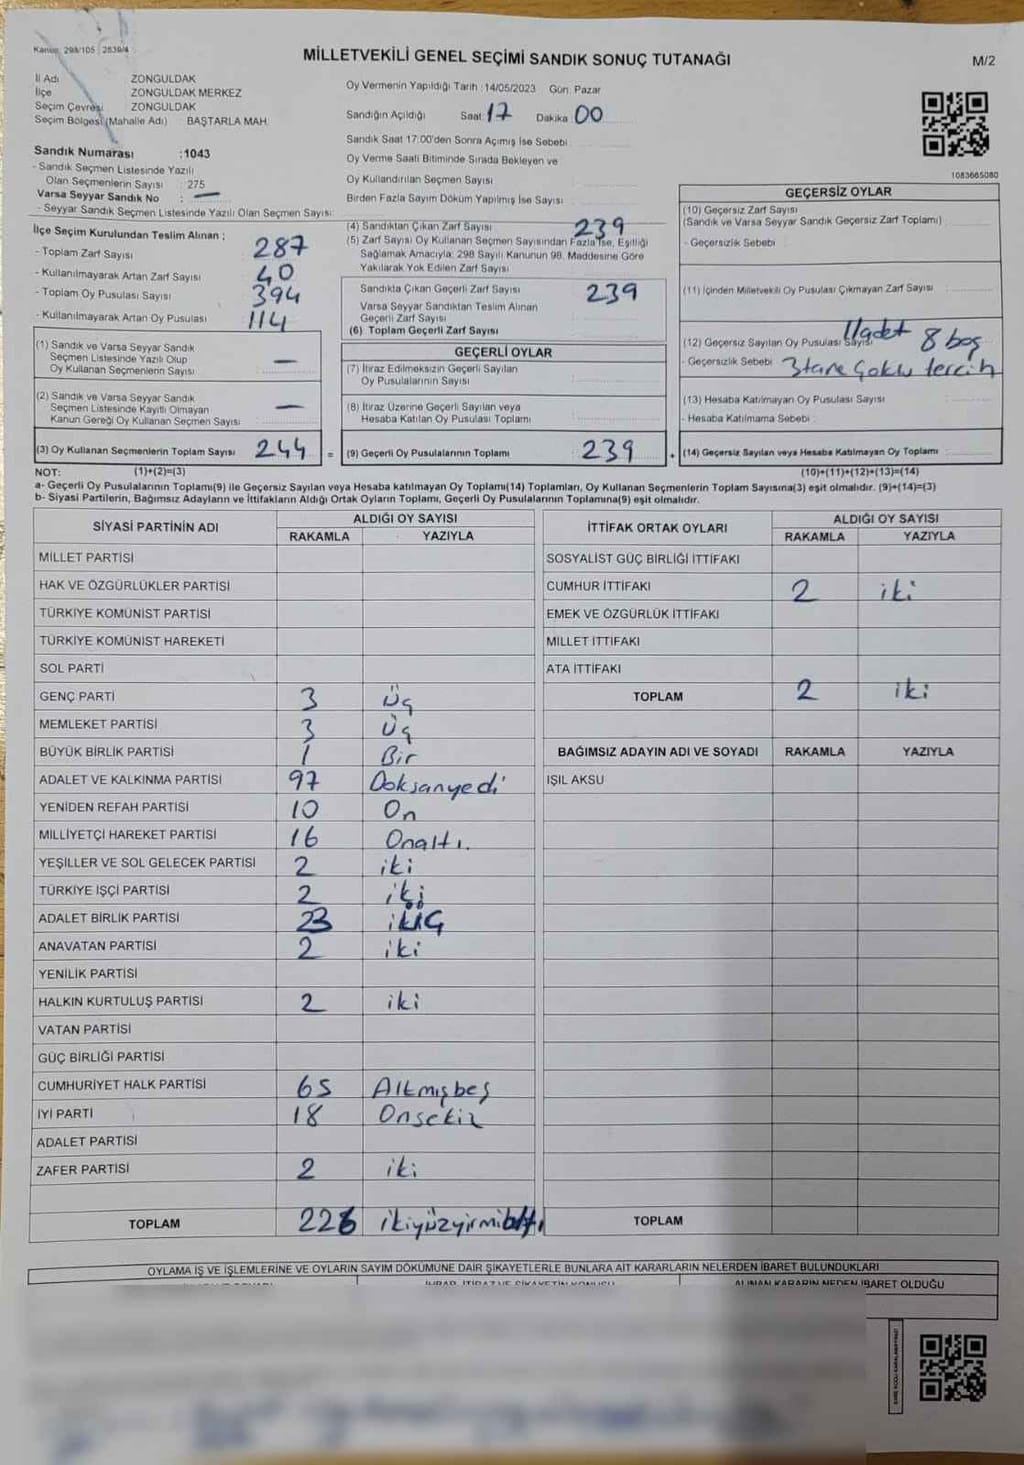 Kanun 298/105 2839/4
MİLLETVEKİLİ GENEL SEÇİMİ SANDIK SONUÇ TUTANAĞI
M/2
İl Adı ZONGULDAK
İlçe ZONGULDAK MERKEZ
Seçim Çevresi ZONGULDAK
Seçim Bölgesi (Mahalle Adı) BAŞTARLA MAH.
Sandık Numarası :1043
- Sandık Seçmen Listesinde Yazılı
Olan Seçmenlerin Sayısı : 275
Varsa Seyyar Sandık No : —
- Seyyar Sandık Seçmen Listesinde Yazılı Olan Seçmen Sayısı:
Oy Vermenin Yapıldığı Tarih :14/05/2023 Gün: Pazar
Sandığın Açıldığı Saat: 17 Dakika 00
Sandık Saat 17:00'den Sonra Açımış İse Sebebi
Oy Verme Saati Bitiminde Sırada Bekleyen ve
Oy Kullandırılan Seçmen Sayısı
Birden Fazla Sayım Döküm Yapılmış İse Sayısı
1083665080
İlçe Seçim Kurulundan Teslim Alınan ;
- Toplam Zarf Sayısı 287
- Kullanılmayarak Artan Zarf Sayısı 40
- Toplam Oy Pusulası Sayısı 394
- Kullanılmayarak Artan Oy Pusulası 114
(1) Sandık ve Varsa Seyyar Sandık
Seçmen Listesinde Yazılı Olup
Oy Kullanan Seçmenlerin Sayısı —
(2) Sandık ve Varsa Seyyar Sandık
Seçmen Listesinde Kayıtlı Olmayan
Kanun Gereği Oy Kullanan Seçmen Sayısı —
(3) Oy Kullanan Seçmenlerin Toplam Sayısı 244 =
(1)+(2)=(3)
(4) Sandıktan Çıkan Zarf Sayısı 239
(5) Zarf Sayısı Oy Kullanan Seçmen Sayısından Fazla İse, Eşitliği
Sağlamak Amacıyla; 298 Sayılı Kanunun 98. Maddesine Göre
Yakılarak Yok Edilen Zarf Sayısı
Sandıkta Çıkan Geçerli Zarf Sayısı 239
Varsa Seyyar Sandıktan Teslim Alınan
Geçerli Zarf Sayısı
(6) Toplam Geçerli Zarf Sayısı
GEÇERLİ OYLAR
(7) İtiraz Edilmeksizin Geçerli Sayılan
Oy Pusulalarının Sayısı
(8) İtiraz Üzerine Geçerli Sayılan veya
Hesaba Katılan Oy Pusulası Toplamı
(9) Geçerli Oy Pusulalarının Toplamı 239 +
GEÇERSİZ OYLAR
(10) Geçersiz Zarf Sayısı
(Sandık ve Varsa Seyyar Sandık Geçersiz Zarf Toplamı)
- Geçersizlik Sebebi
(11) İçinden Milletvekili Oy Pusulası Çıkmayan Zarf Sayısı
(12) Geçersiz Sayılan Oy Pusulası Sayısı 11 adet 8 boş
- Geçersizlik Sebebi 3 tane çoklu tercih
(13) Hesaba Katılmayan Oy Pusulası Sayısı
- Hesaba Katılmama Sebebi
(14) Geçersiz Sayılan veya Hesaba Katılmayan Oy Toplamı
(10)+(11)+(12)+(13)=(14)
NOT:
a- Geçerli Oy Pusulalarının Toplamı(9) ile Geçersiz Sayılan veya Hesaba katılmayan Oy Toplamı(14) Toplamları, Oy Kullanan Seçmenlerin Toplam Sayısına(3) eşit olmalıdır. (9)+(14)=(3)
b- Siyasi Partilerin, Bağımsız Adayların ve İttifakların Aldığı Ortak Oyların Toplamı, Geçerli Oy Pusulalarının Toplamına(9) eşit olmalıdır.
SİYASİ PARTİNİN ADI ALDIĞI OY SAYISI
RAKAMLA YAZIYLA
MİLLET PARTİSİ
HAK VE ÖZGÜRLÜKLER PARTİSİ
TÜRKİYE KOMÜNİST PARTİSİ
TÜRKİYE KOMÜNİST HAREKETİ
SOL PARTİ
GENÇ PARTİ 3 Üç
MEMLEKET PARTİSİ 3 Üç
BÜYÜK BİRLİK PARTİSİ 1 Bir
ADALET VE KALKINMA PARTİSİ 97 Doksanyedi
YENİDEN REFAH PARTİSİ 10 On
MİLLİYETÇİ HAREKET PARTİSİ 16 Onaltı.
YEŞİLLER VE SOL GELECEK PARTİSİ 2 iki
TÜRKİYE İŞÇİ PARTİSİ 2 iki
ADALET BİRLİK PARTİSİ
ANAVATAN PARTİSİ 2 iki
YENİLİK PARTİSİ
HALKIN KURTULUŞ PARTİSİ 2 iki
VATAN PARTİSİ
GÜÇ BİRLİĞİ PARTİSİ
CUMHURİYET HALK PARTİSİ 65 Altmışbeş
İYİ PARTİ 18 Onsekiz
ADALET PARTİSİ
ZAFER PARTİSİ 2 iki
TOPLAM 226 ikiyüzyirmialtı
İTTİFAK ORTAK OYLARI ALDIĞI OY SAYISI
RAKAMLA YAZIYLA
SOSYALİST GÜÇ BİRLİĞİ İTTİFAKI
CUMHUR İTTİFAKI 2 iki
EMEK VE ÖZGÜRLÜK İTTİFAKI
MİLLET İTTİFAKI
ATA İTTİFAKI
TOPLAM 2 iki
BAĞIMSIZ ADAYIN ADI VE SOYADI RAKAMLA YAZIYLA
IŞIL AKSU
TOPLAM
OYLAMA İŞ VE İŞLEMLERİNE VE OYLARIN SAYIM DÖKÜMÜNE DAİR ŞİKAYETLERLE BUNLARA AİT KARARLARIN NELERDEN İBARET BULUNDUKLARI
İHBAR, İTİRAZ VE ŞİKAYETİN KONUSU ALINAN KARARIN NEDEN İBARET OLDUĞU